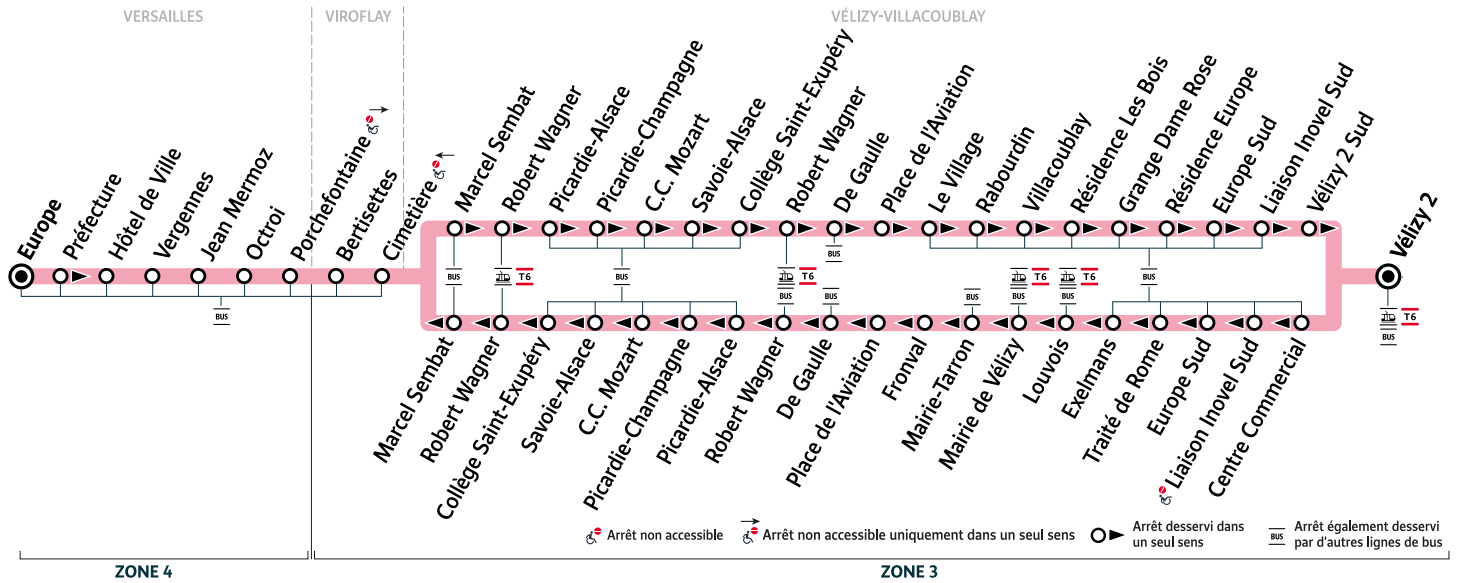 VERSAILLES
VIROFLAY
VÉLIZY-VILLACOUBLAY
Europe
Préfecture
Hôtel de Ville
Vergennes
Jean Mermoz
Octroi
Porchefontaine
Bertisettes
Cimetière
Marcel Sembat
Robert Wagner
Picardie-Alsace
Picardie-Champagne
C.C. Mozart
Savoie-Alsace
Collège Saint-Exupéry
Robert Wagner
De Gaulle
Place de l'Aviation
Le Village
Rabourdin
Villacoublay
Résidence Les Bois
Grange Dame Rose
Résidence Europe
Europe Sud
Liaison Inovel Sud
Vélizy 2 Sud
Vélizy 2
BUS
BUS
T6
BUS
BUS
T6
BUS
BUS
BUS
BUS
T6
BUS
T6
BUS
BUS
BUS
T6
BUS
BUS
Marcel Sembat
Robert Wagner
Collège Saint-Exupéry
Savoie-Alsace
C.C. Mozart
Picardie-Champagne
Picardie-Alsace
Robert Wagner
De Gaulle
Place de l'Aviation
Fronval
Mairie-Tarron
Mairie de Vélizy
Louvois
Exelmans
Traité de Rome
Europe Sud
Liaison Inovel Sud
Centre Commercial
Arrêt non accessible
Arrêt non accessible uniquement dans un seul sens
Arrêt desservi dans
un seul sens
BUS
Arrêt également desservi
par d'autres lignes de bus
ZONE 4
ZONE 3